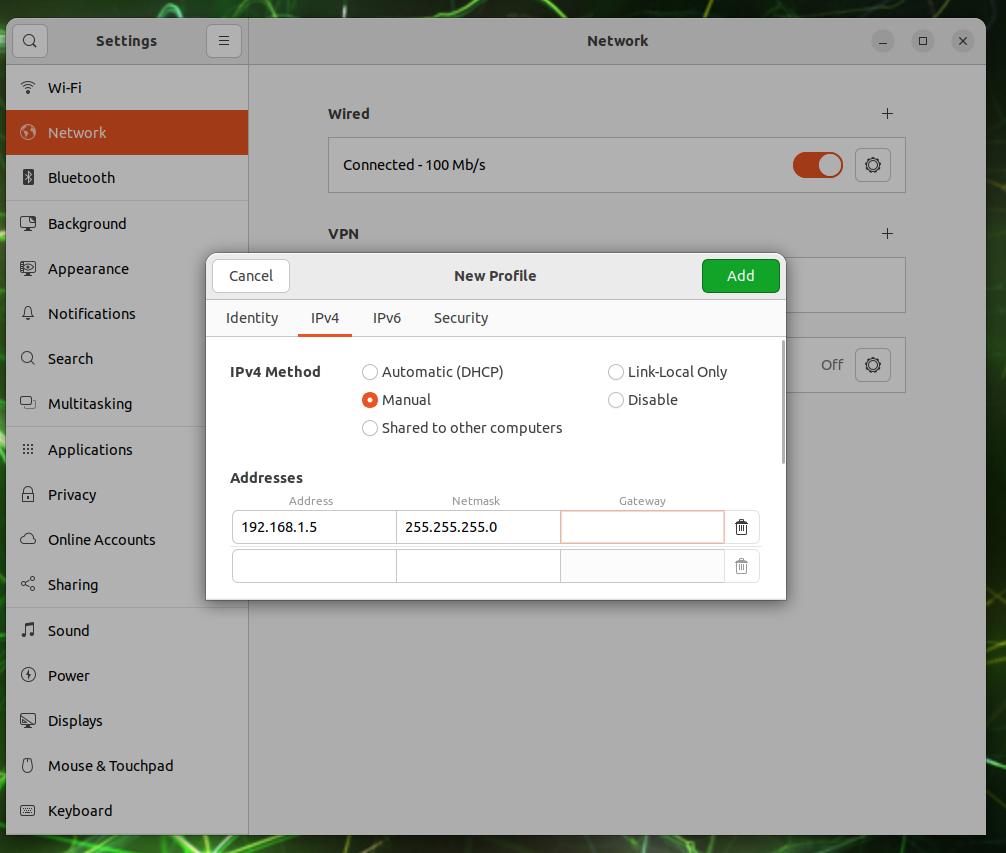 Settings
Network
Wi-Fi
Network
Bluetooth
Background
Appearance
Notifications
Search
Multitasking
Applications
Privacy
Online Accounts
Sharing
Sound
Power
Displays
Mouse & Touchpad
Keyboard
Wired
Connected - 100 Mb/s
VPN
Off
Cancel
New Profile
Add
Identity
IPv4
IPv6
Security
IPv4 Method
Automatic (DHCP)
Link-Local Only
Manual
Disable
Shared to other computers
Addresses
Address
Netmask
Gateway
192.168.1.5
255.255.255.0